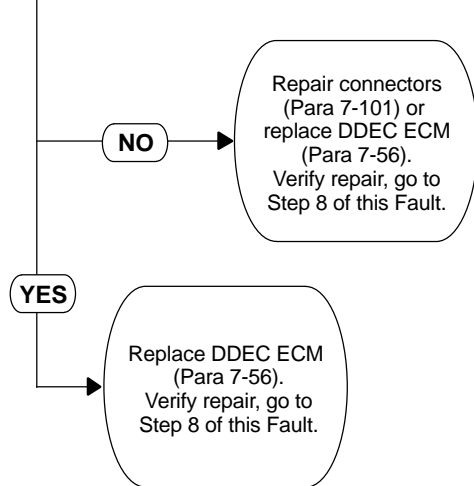 NO
Repair connectors
(Para 7-101) or
replace DDEC ECM
(Para 7-56).
Verify repair, go to
Step 8 of this Fault.
YES
Replace DDEC ECM
(Para 7-56).
Verify repair, go to
Step 8 of this Fault.